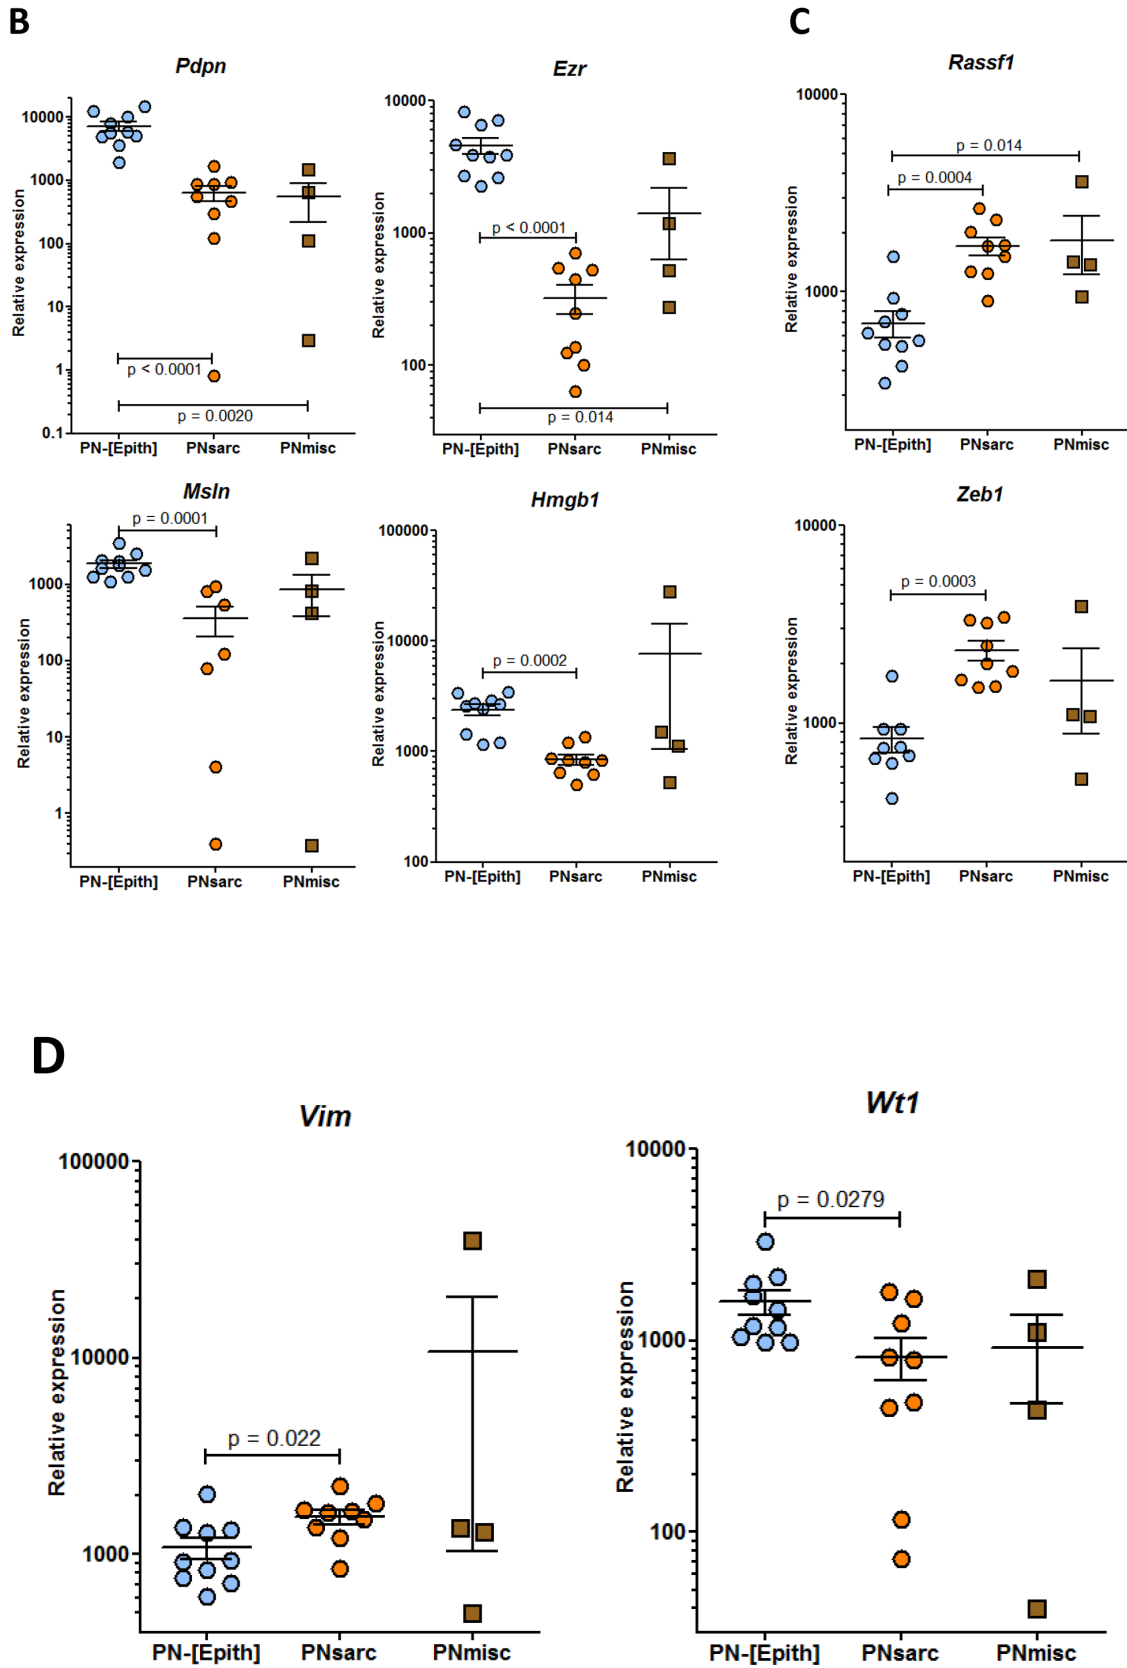 B
C
Pdpn
Relative expression
10000
1000
100
10
1
0.1
p < 0.0001
p = 0.0020
PN-[Epith]
PNsarc
PNmisc
Ezr
Relative expression
10000
1000
100
p < 0.0001
p = 0.014
PN-[Epith]
PNsarc
PNmisc
Rassf1
Relative expression
10000
1000
p = 0.014
p = 0.0004
PN-[Epith]
PNsarc
PNmisc
Msln
Relative expression
1000
100
10
1
p = 0.0001
PN-[Epith]
PNsarc
PNmisc
Hmgb1
Relative expression
100000
10000
1000
100
p = 0.0002
PN-[Epith]
PNsarc
PNmisc
Zeb1
Relative expression
10000
1000
p = 0.0003
PN-[Epith]
PNsarc
PNmisc
D
Vim
Relative expression
100000
10000
1000
p = 0.022
PN-[Epith]
PNsarc
PNmisc
Wt1
Relative expression
10000
1000
100
p = 0.0279
PN-[Epith]
PNsarc
PNmisc